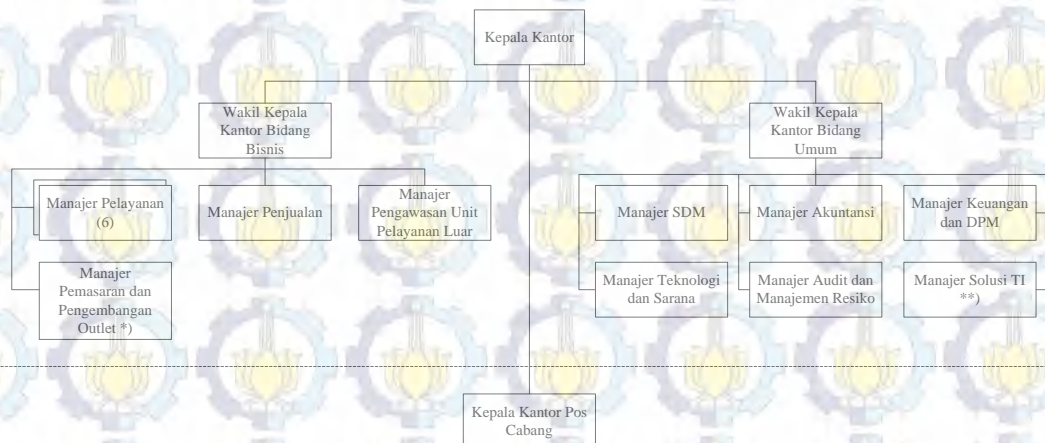 Kepala Kantor
Wakil Kepala
Kantor Bidang
Bisnis
Wakil Kepala
Kantor Bidang
Umum
Manajer Pelayanan
(6)
Manajer Penjualan
Manajer
Pengawasan Unit
Pelayanan Luar
Manajer SDM
Manajer Akuntansi
Manajer Keuangan
dan DPM
Manajer
Pemasaran dan
Pengembangan
Outlet *)
Manajer Teknologi
dan Sarana
Manajer Audit dan
Manajemen Resiko
Manajer Solusi TI
**)
Kepala Kantor Pos
Cabang